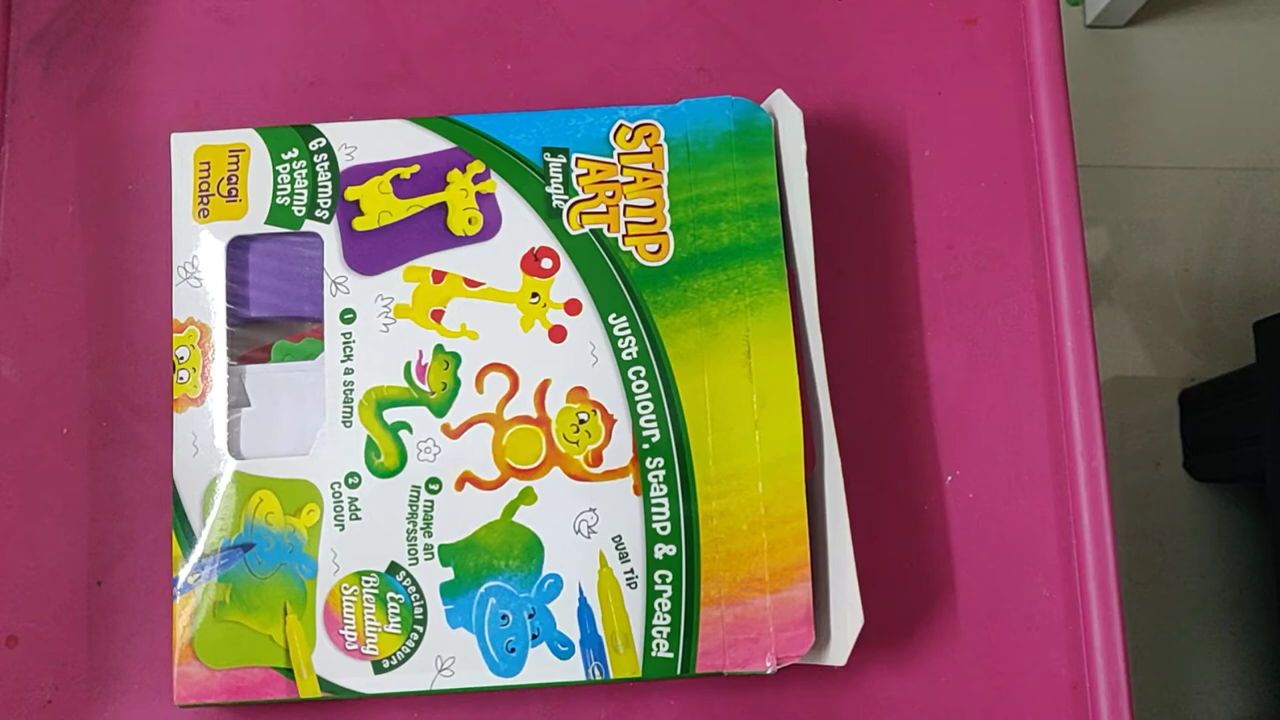 STAMP
ART
Jungle
Just colour, stamp & create!
6 stamps
3 stamp
pens
Imagi
make
1 Pick a stamp
2 Add
colour
3 make an
impression
Dual Tip
Special Feature
Easy
Blending
Stamps